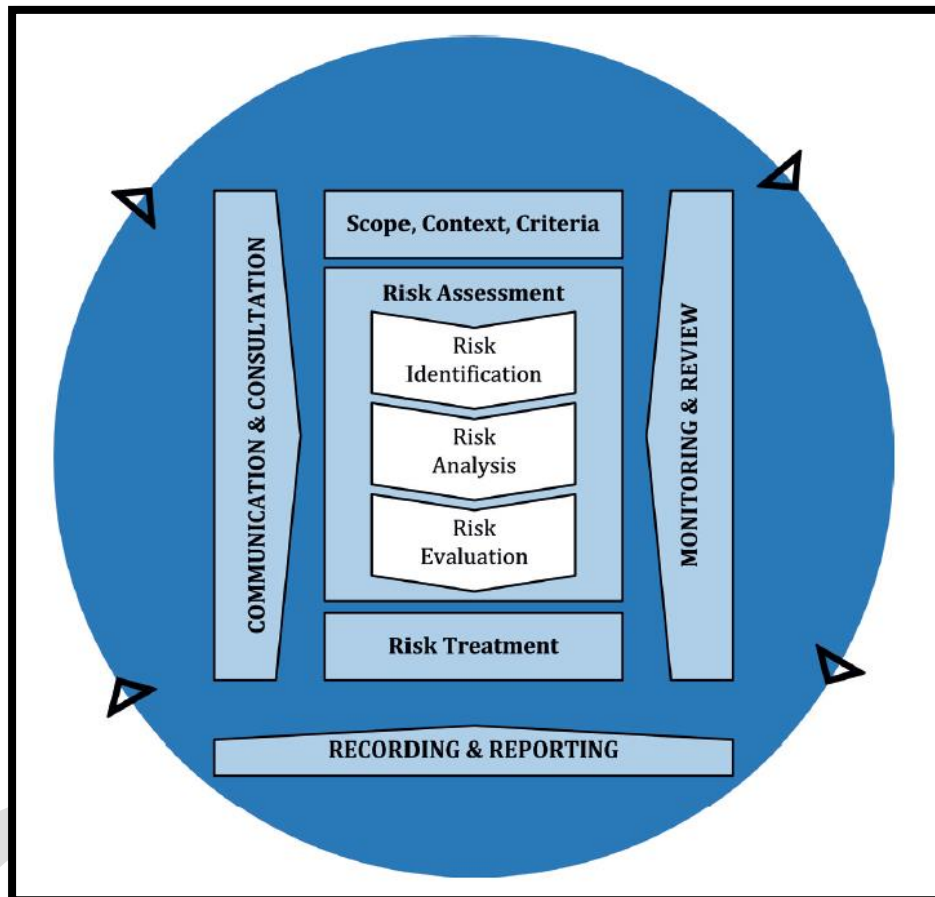 Scope, Context, Criteria
Risk Assessment
Risk
Identification
Risk
Analysis
Risk
Evaluation
Risk Treatment
COMMUNICATION & CONSULTATION
MONITORING & REVIEW
RECORDING & REPORTING